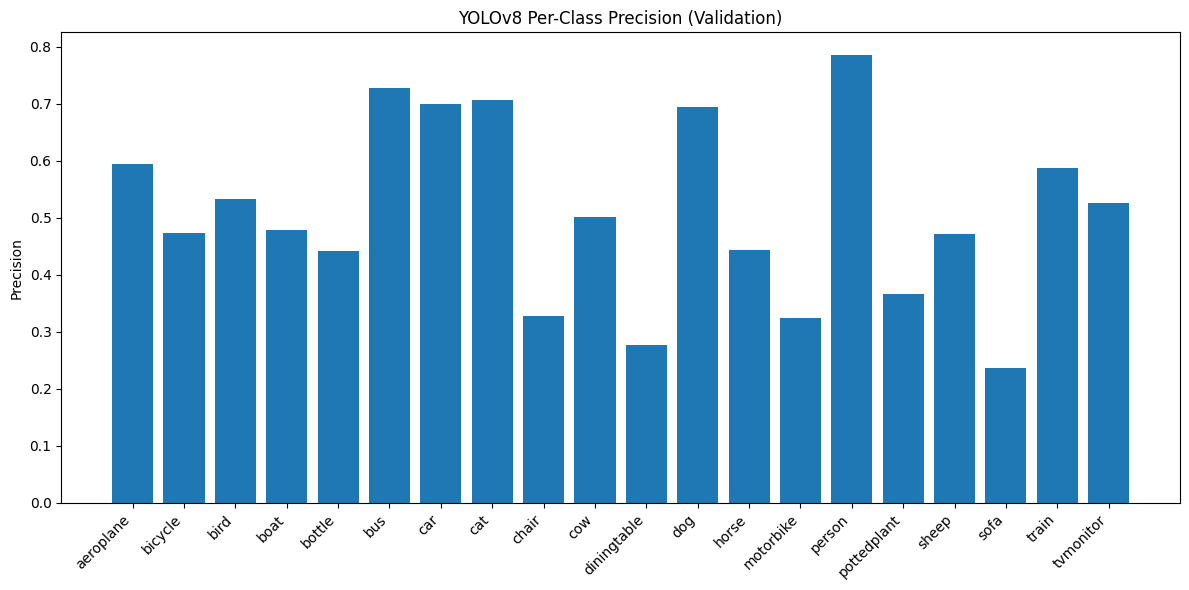 YOLOv8 Per-Class Precision (Validation)
Precision
0.8
0.7
0.6
0.5
0.4
0.3
0.2
0.1
0.0
aeroplane
bicycle
bird
boat
bottle
bus
car
cat
chair
cow
diningtable
dog
horse
motorbike
person
pottedplant
sheep
sofa
train
tvmonitor